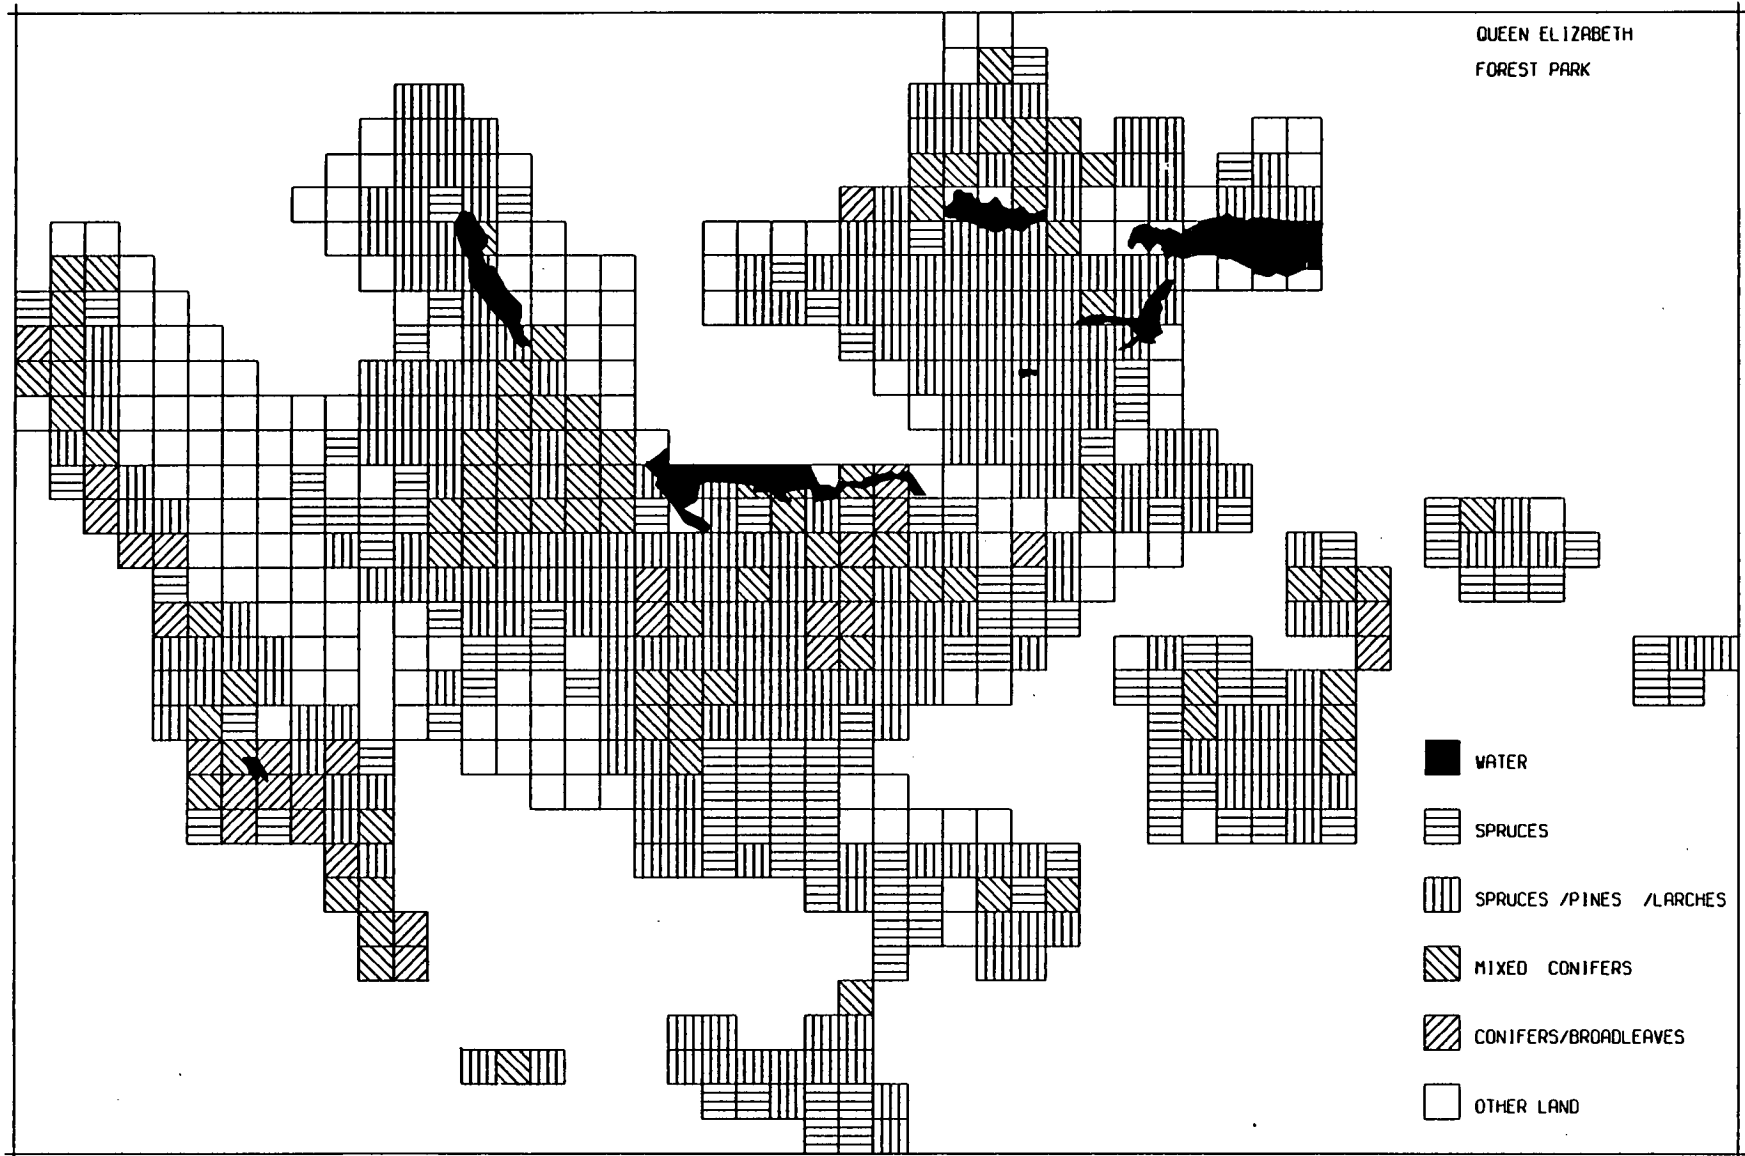 QUEEN ELIZABETH
FOREST PARK
WATER
SPRUCES
SPRUCES /PINES /LARCHES
MIXED CONIFERS
CONIFERS/BROADLEAVES
OTHER LAND